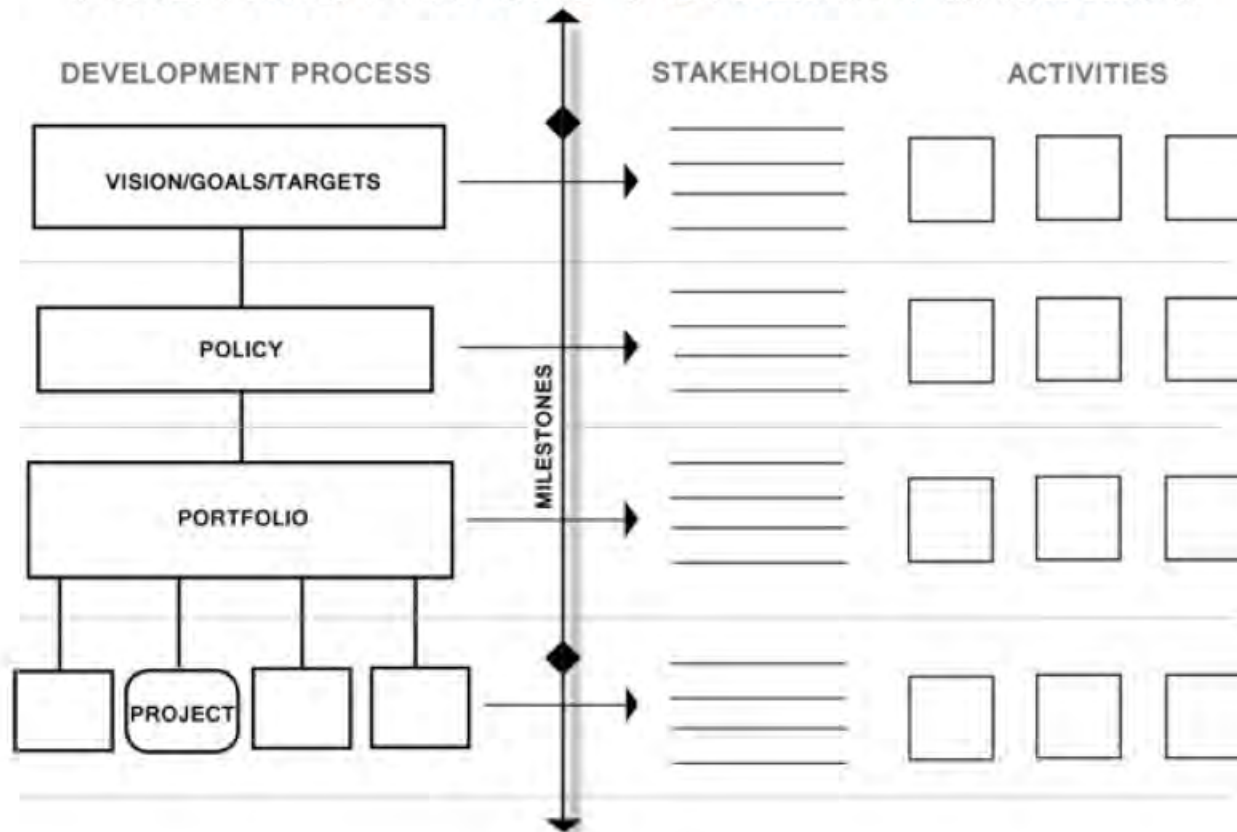 DEVELOPMENT PROCESS
STAKEHOLDERS
ACTIVITIES
VISION/GOALS/TARGETS
POLICY
MILESTONES
PORTFOLIO
PROJECT